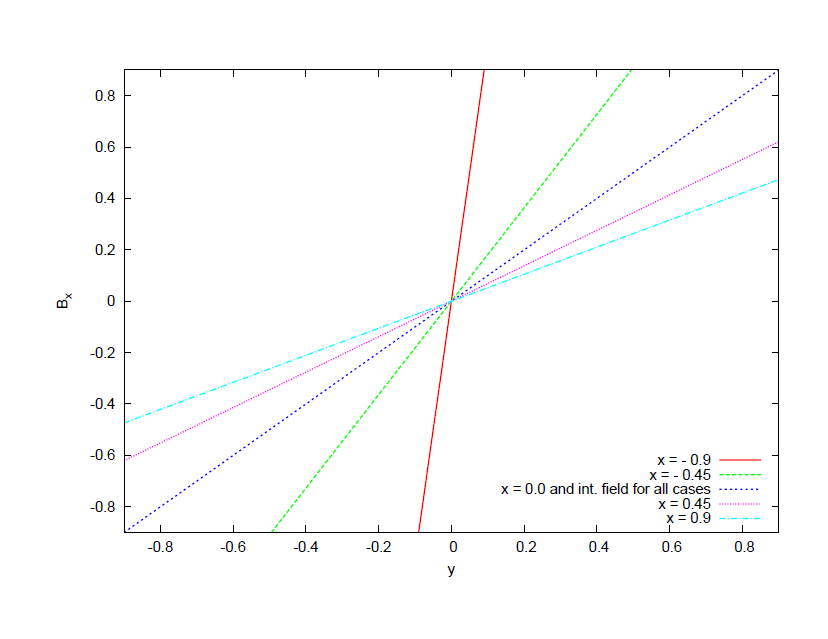 0.8
0.6
0.4
0.2
0
-0.2
-0.4
-0.6
-0.8
Bx
x = - 0.9
x = - 0.45
x = 0.0 and int. field for all cases
x = 0.45
x = 0.9
-0.8 -0.6 -0.4 -0.2 0 0.2 0.4 0.6 0.8
y